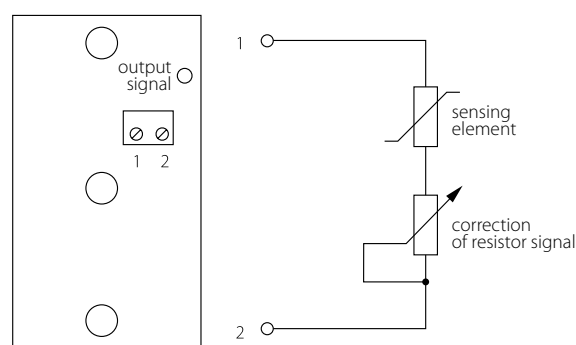 output
signal
1 2
1
sensing
element
correction
of resistor signal
2